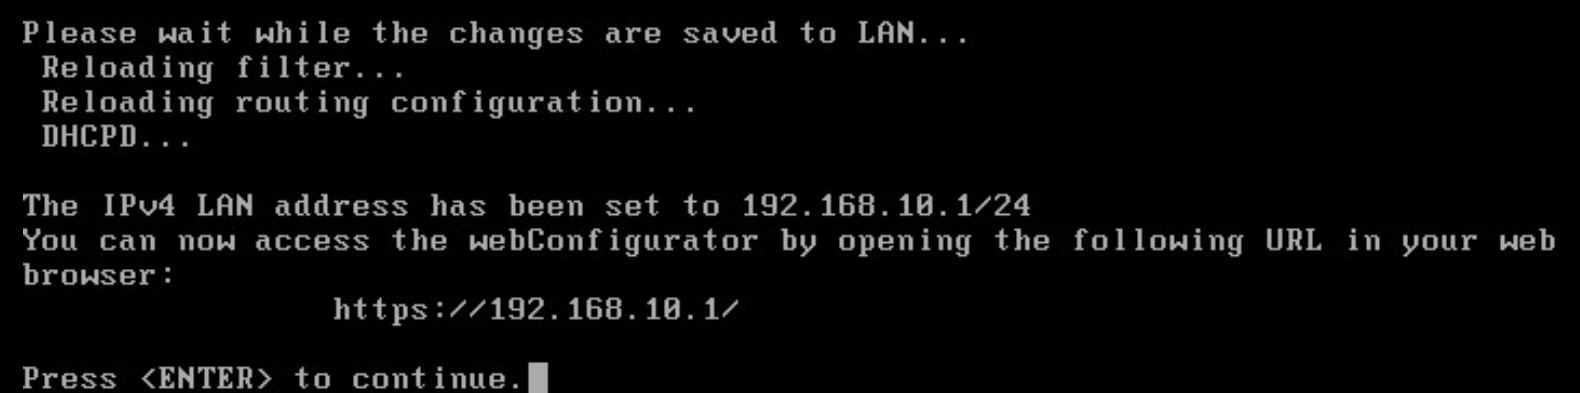 Please wait while the changes are saved to LAN...
Reloading filter...
Reloading routing configuration...
DHCPD...
The IPv4 LAN address has been set to 192.168.10.1/24
You can now access the webConfigurator by opening the following URL in your web
browser:
https://192.168.10.1/
Press <ENTER> to continue.